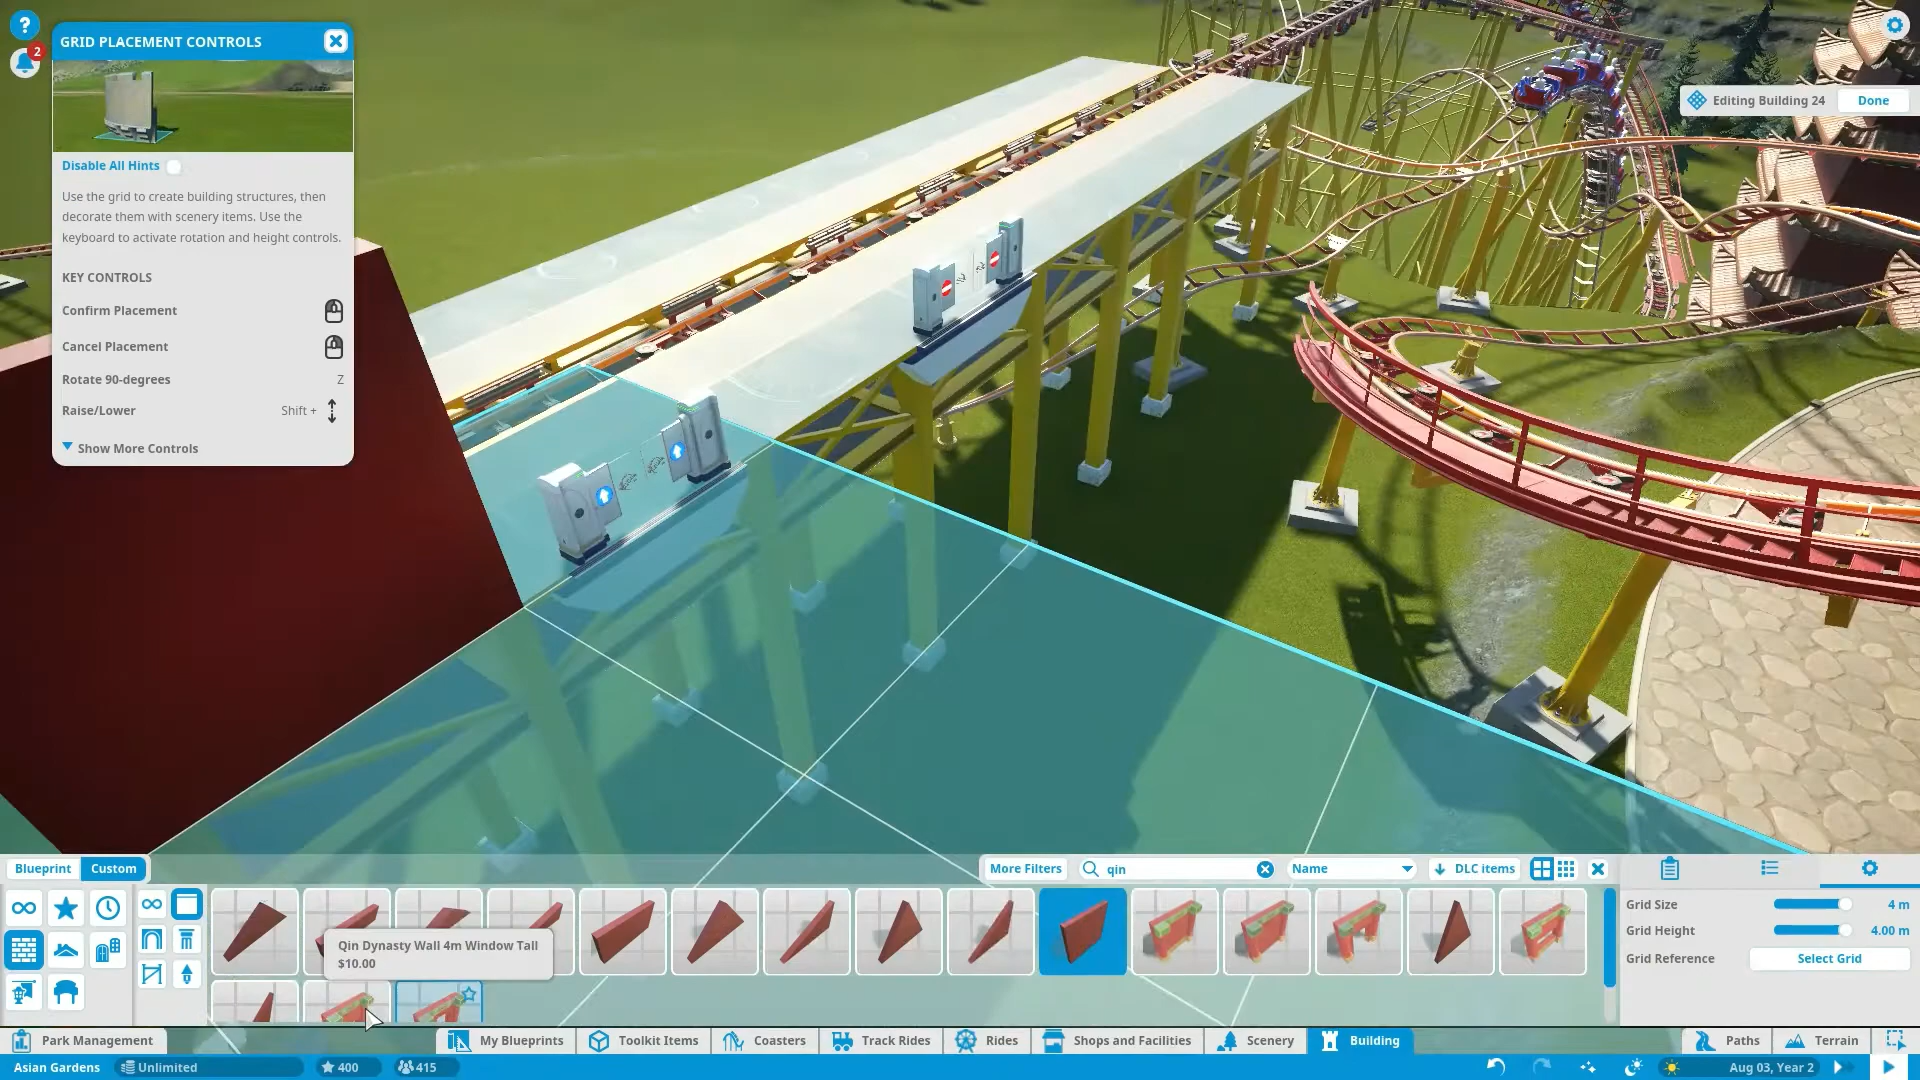 ?
2
GRID PLACEMENT CONTROLS
Disable All Hints
Use the grid to create building structures, then
decorate them with scenery items. Use the
keyboard to activate rotation and height controls.
KEY CONTROLS
Confirm Placement
Cancel Placement
Rotate 90-degrees Z
Raise/Lower Shift +
Show More Controls
Editing Building 24
Done
Blueprint
Custom
More Filters
qin
Name
DLC items
Qin Dynasty Wall 4m Window Tall
$10.00
Grid Size 4 m
Grid Height 4.00 m
Grid Reference Select Grid
Park Management
My Blueprints
Toolkit Items
Coasters
Track Rides
Rides
Shops and Facilities
Scenery
Building
Paths
Terrain
Asian Gardens
Unlimited
400
415
Aug 03, Year 2